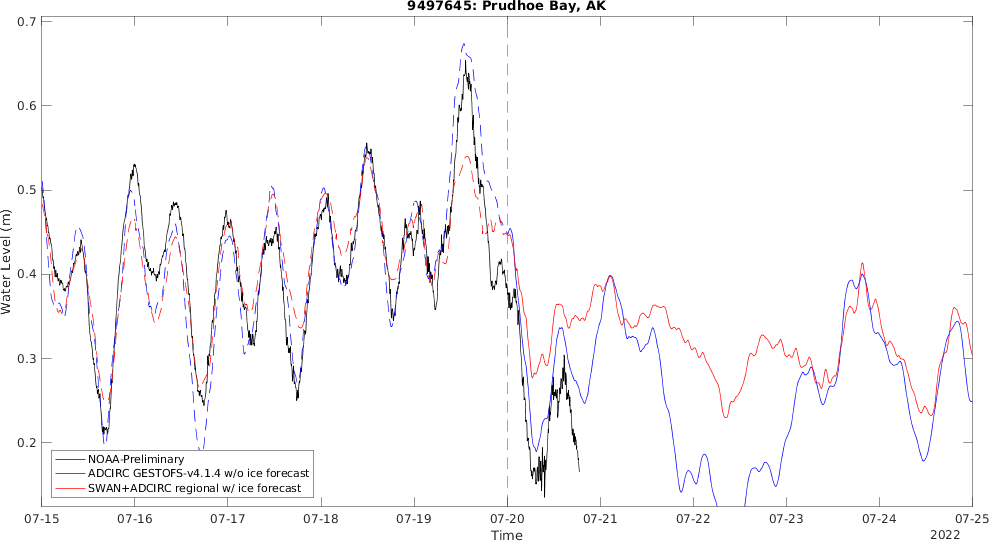 9497645: Prudhoe Bay, AK
0.7
0.6
0.5
0.4
0.3
0.2
Water Level (m)
NOAA-Preliminary
ADCIRC GESTOFS-v4.1.4 w/o ice forecast
SWAN+ADCIRC regional w/ ice forecast
07-15 07-16 07-17 07-18 07-19 07-20 07-21 07-22 07-23 07-24 07-25
Time
2022